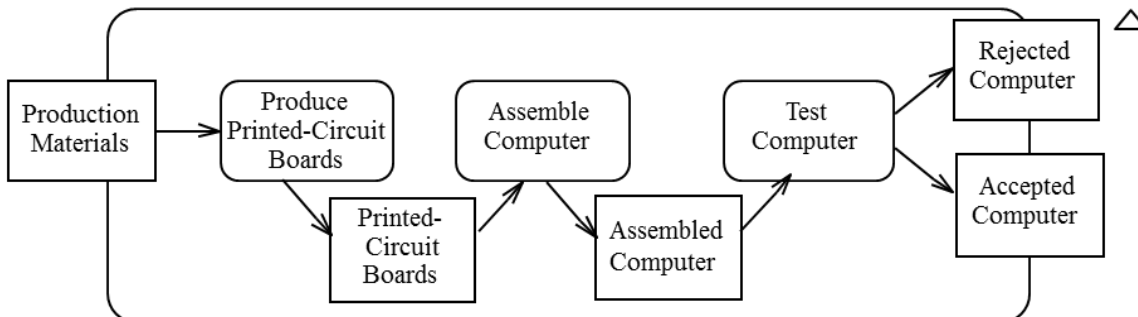 Production
Materials
Produce
Printed-Circuit
Boards
Printed-
Circuit
Boards
Assemble
Computer
Assembled
Computer
Test
Computer
Rejected
Computer
Accepted
Computer